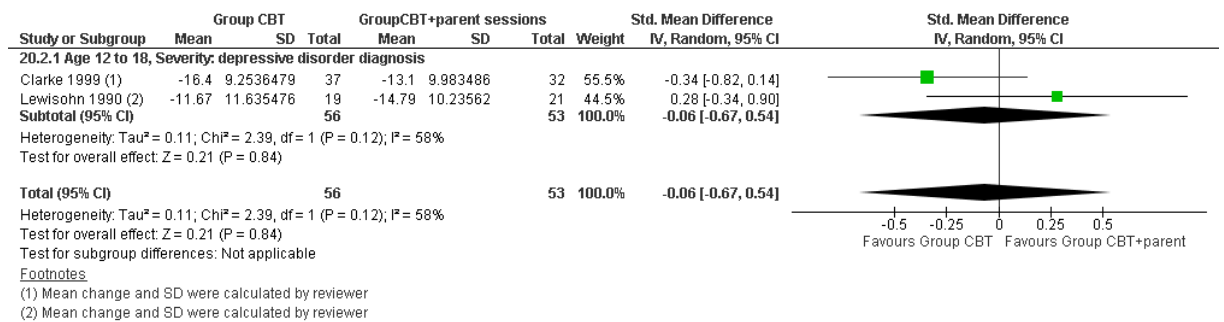 Group CBT GroupCBT+parent sessions Std. Mean Difference Std. Mean Difference
Study or Subgroup Mean SD Total Mean SD Total Weight IV, Random, 95% CI IV, Random, 95% CI
20.2.1 Age 12 to 18, Severity: depressive disorder diagnosis
Clarke 1999 (1) -16.4 9.2536479 37 -13.1 9.983486 32 55.5% -0.34 [-0.82, 0.14]
Lewisohn 1990 (2) -11.67 11.635476 19 -14.79 10.23562 21 44.5% 0.28 [-0.34, 0.90]
Subtotal (95% CI) 56 53 100.0% -0.06 [-0.67, 0.54]
Heterogeneity: Tau² = 0.11; Chi² = 2.39, df = 1 (P = 0.12); I² = 58%
Test for overall effect: Z = 0.21 (P = 0.84)
Total (95% CI) 56 53 100.0% -0.06 [-0.67, 0.54]
Heterogeneity: Tau² = 0.11; Chi² = 2.39, df = 1 (P = 0.12); I² = 58%
Test for overall effect: Z = 0.21 (P = 0.84)
Test for subgroup differences: Not applicable
-0.5 -0.25 0 0.25 0.5
Favours Group CBT Favours Group CBT+parent
Footnotes
(1) Mean change and SD were calculated by reviewer
(2) Mean change and SD were calculated by reviewer